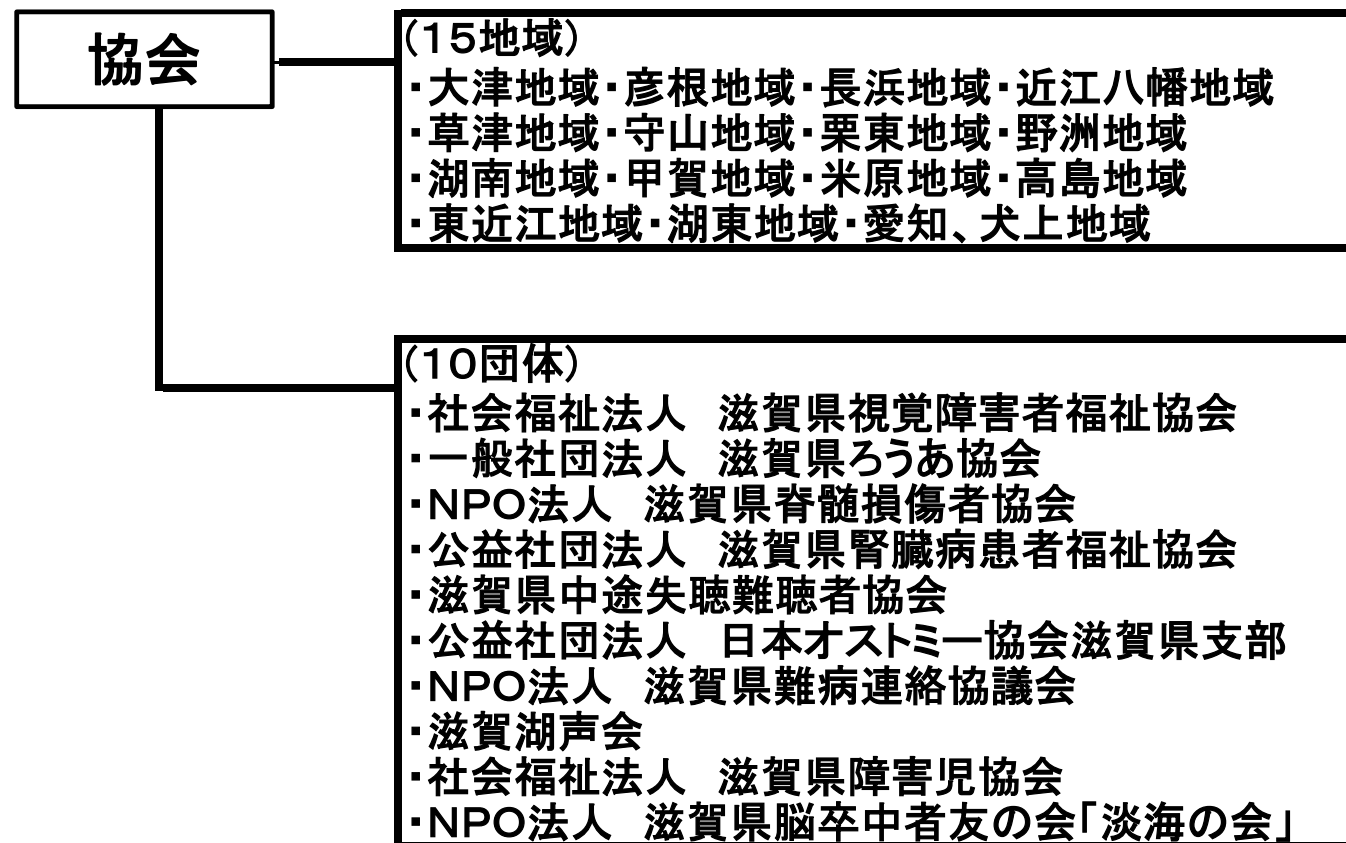 協会
(15地域)
・大津地域・彦根地域・長浜地域・近江八幡地域
・草津地域・守山地域・栗東地域・野洲地域
・湖南地域・甲賀地域・米原地域・高島地域
・東近江地域・湖東地域・愛知、犬上地域
(10団体)
・社会福祉法人　滋賀県視覚障害者福祉協会
・一般社団法人　滋賀県ろうあ協会
・NPO法人　滋賀県脊髄損傷者協会
・公益社団法人　滋賀県腎臓病患者福祉協会
・滋賀県中途失聴難聴者協会
・公益社団法人　日本オストミー協会滋賀県支部
・NPO法人　滋賀県難病連絡協議会
・滋賀湖声会
・社会福祉法人　滋賀県障害児協会
・NPO法人　滋賀県脳卒中者友の会「淡海の会」